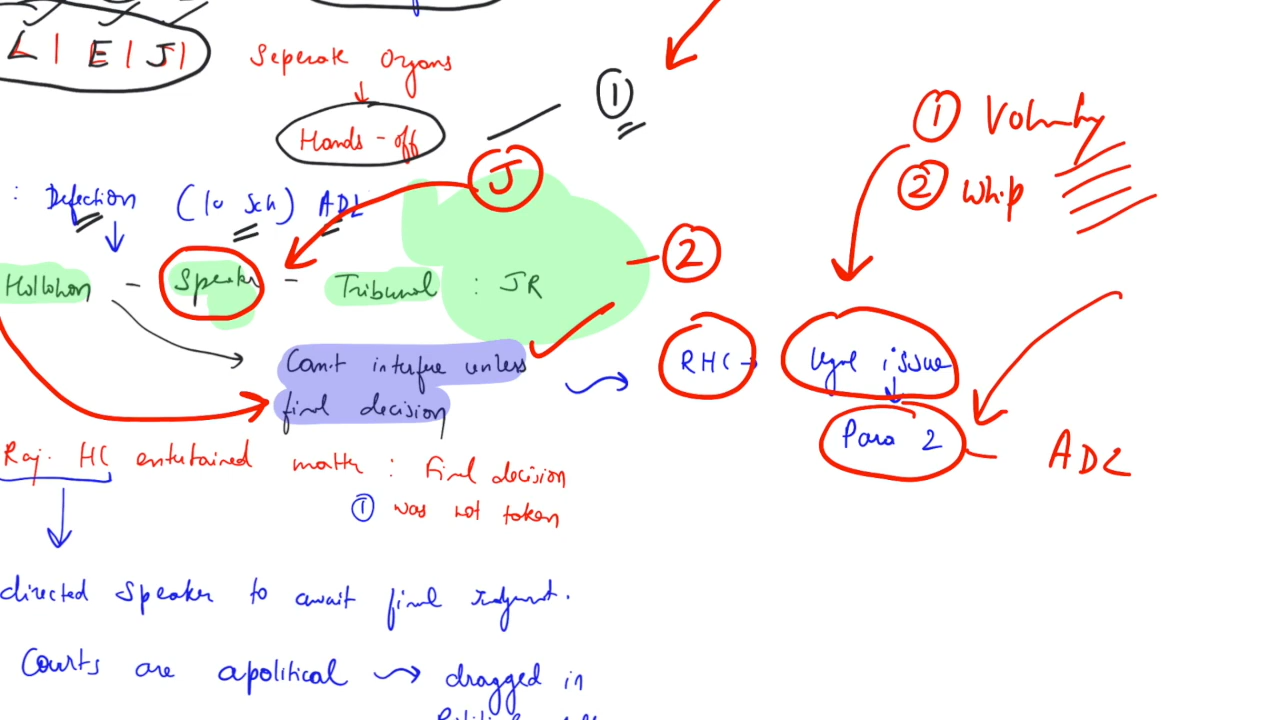 L | E | J |
Seperate Organs
Hands-off
①
J
① Voluntary
② Whip
: Defection (10 Sch) ADL
②
Hollohon - Speaker - Tribunal : JR
Can't interfere unless
final decision
RHC → legal issue
Para 2 - ADL
Raj. HC entertained matter : Final decision
① was not taken
directed speaker to await final judgment.
Courts are apolitical ⇝ dragged in